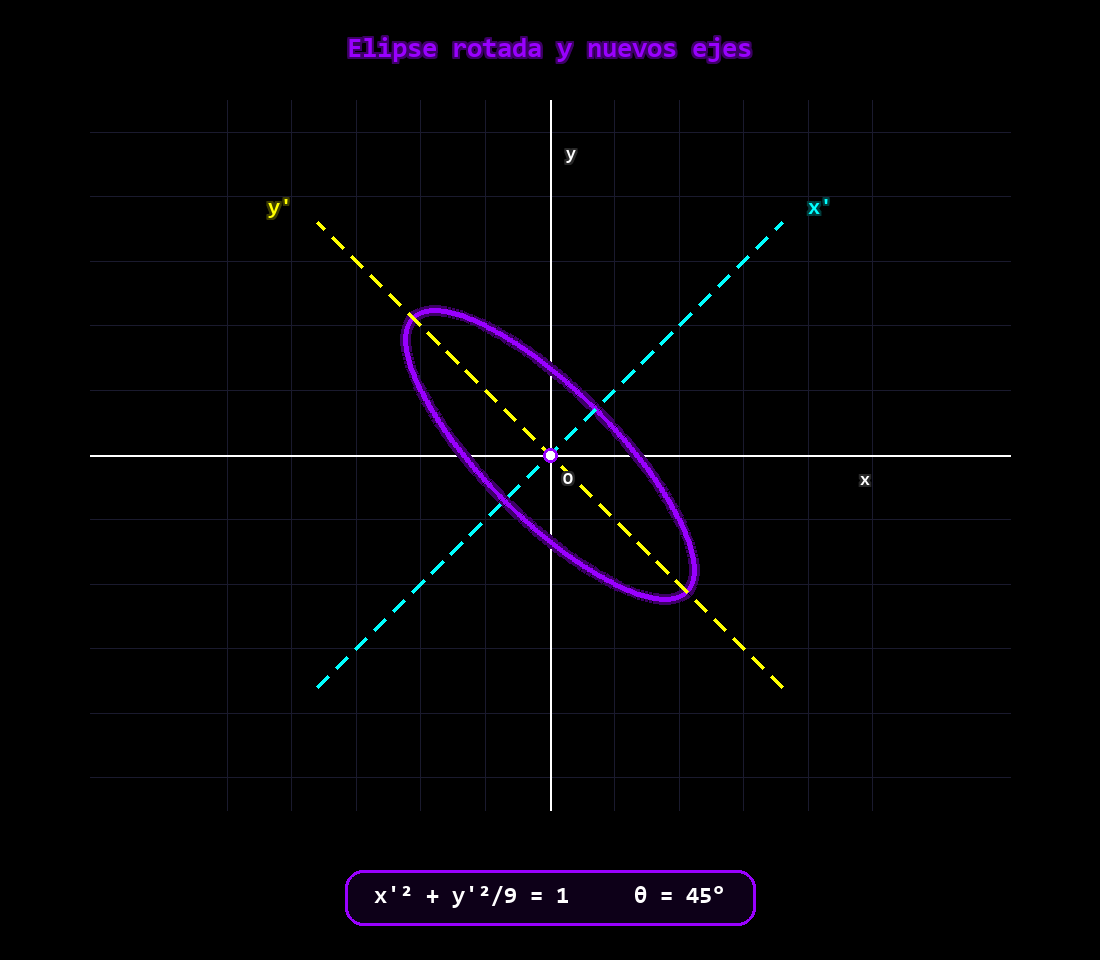 Elipse rotada y nuevos ejes
y
y'
x'
O
x
x'² + y'²/9 = 1 θ = 45°